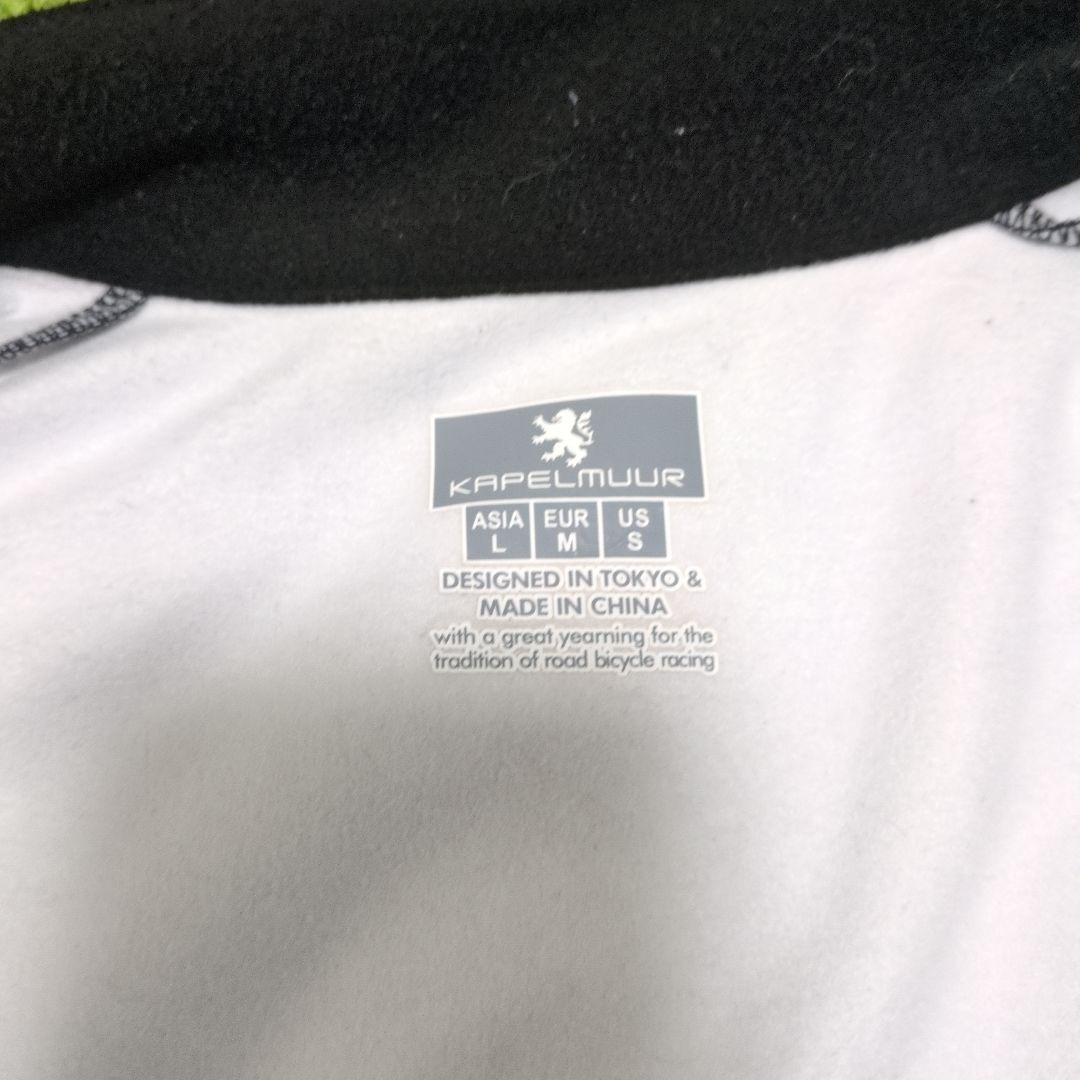 KAPELMUUR
ASIA EUR US
L M S
DESIGNED IN TOKYO &
MADE IN CHINA
with a great yearning for the
tradition of road bicycle racing